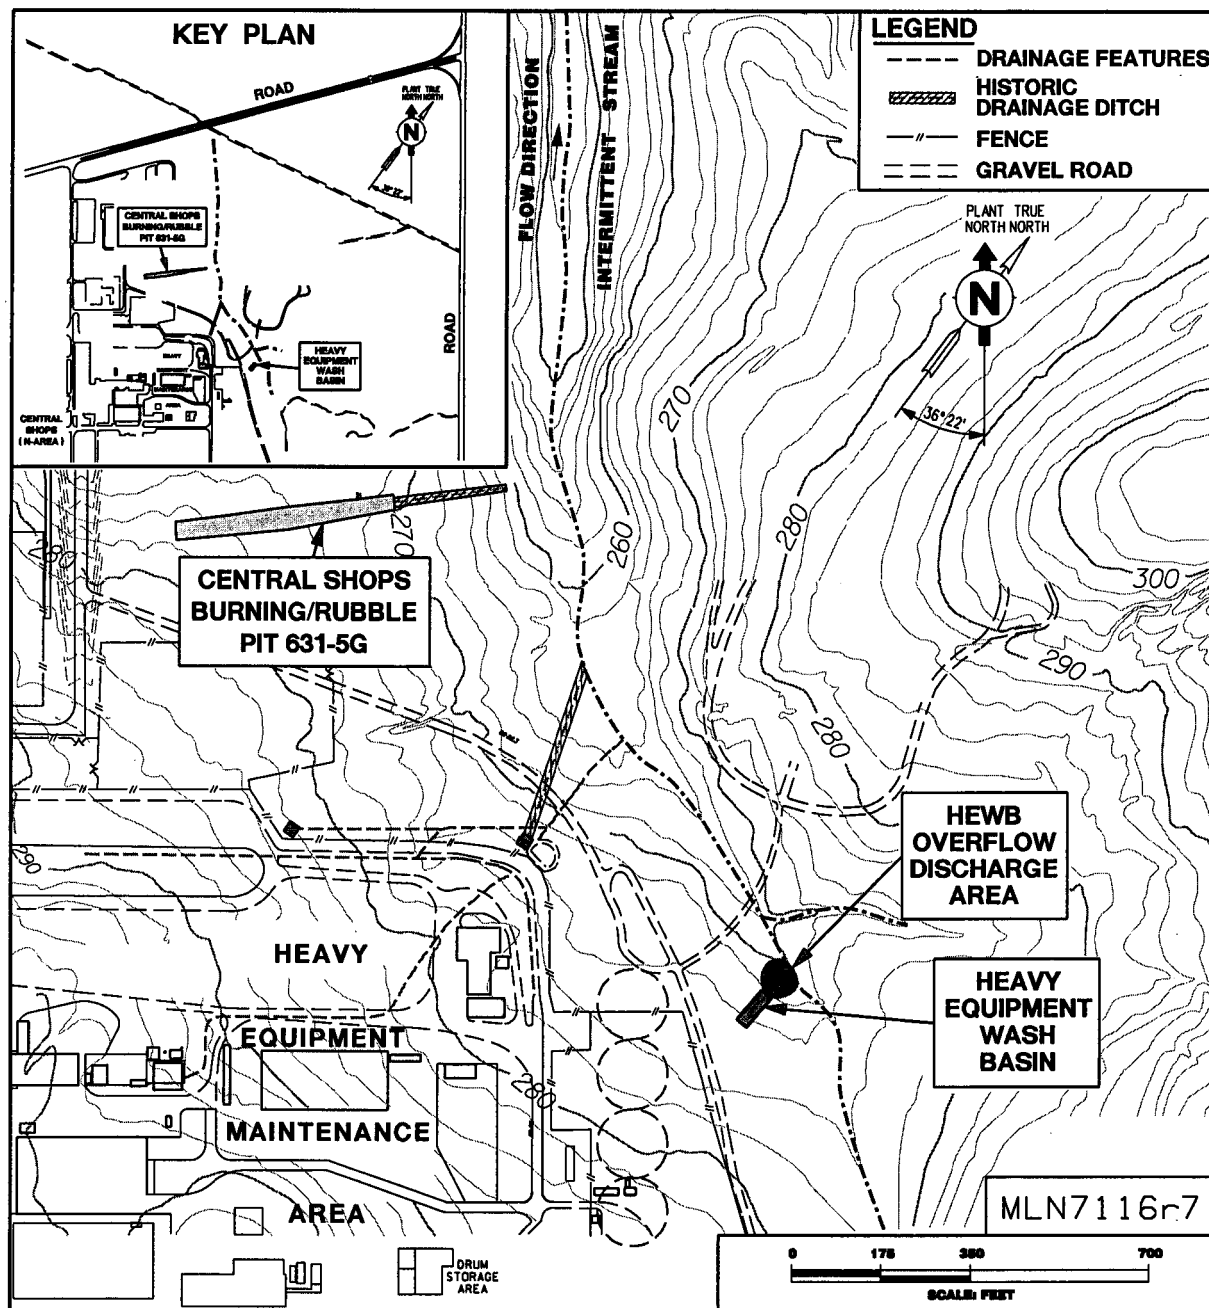 KEY PLAN
ROAD
PLANT TRUE
NORTH NORTH
N
CENTRAL SHOPS
BURNING/RUBBLE
PIT 631-5G
ROAD
HEAVY
EQUIPMENT
WASH
BASIN
HEAVY
MAINTENANCE
AREA
CENTRAL
SHOPS
(N-AREA)
FLOW DIRECTION
INTERMITTENT STREAM
LEGEND
DRAINAGE FEATURES
HISTORIC
DRAINAGE DITCH
FENCE
GRAVEL ROAD
PLANT TRUE
NORTH NORTH
N
36°22'
270
280
260
300
290
280
270
280
290
280
CENTRAL SHOPS
BURNING/RUBBLE
PIT 631-5G
HEWB
OVERFLOW
DISCHARGE
AREA
HEAVY
EQUIPMENT
WASH
BASIN
HEAVY
EQUIPMENT
MAINTENANCE
AREA
DRUM
STORAGE
AREA
MLN7116r7
0 175 350 700
SCALE: FEET